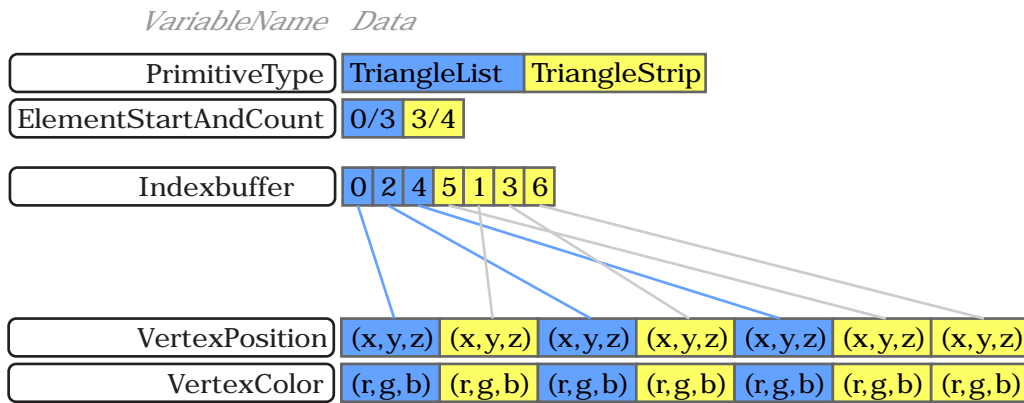 VariableName Data
PrimitiveType TriangleList TriangleStrip
ElementStartAndCount 0/3 3/4
Indexbuffer 0 2 4 5 1 3 6
VertexPosition (x,y,z) (x,y,z) (x,y,z) (x,y,z) (x,y,z) (x,y,z) (x,y,z)
VertexColor (r,g,b) (r,g,b) (r,g,b) (r,g,b) (r,g,b) (r,g,b) (r,g,b)